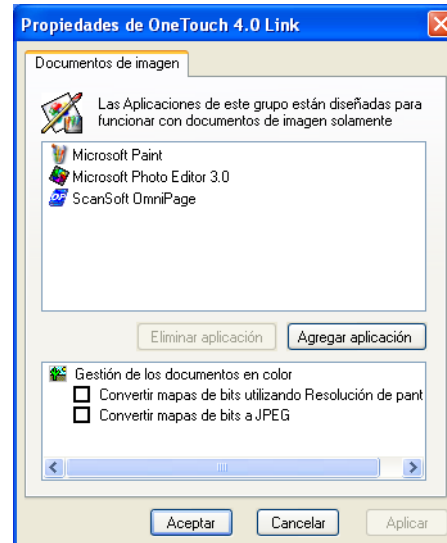 Propiedades de OneTouch 4.0 Link
Documentos de imagen
Las Aplicaciones de este grupo están diseñadas para
funcionar con documentos de imagen solamente
Microsoft Paint
Microsoft Photo Editor 3.0
ScanSoft OmniPage
Eliminar aplicación Agregar aplicación
Gestión de los documentos en color
Convertir mapas de bits utilizando Resolución de pant
Convertir mapas de bits a JPEG
Aceptar Cancelar Aplicar